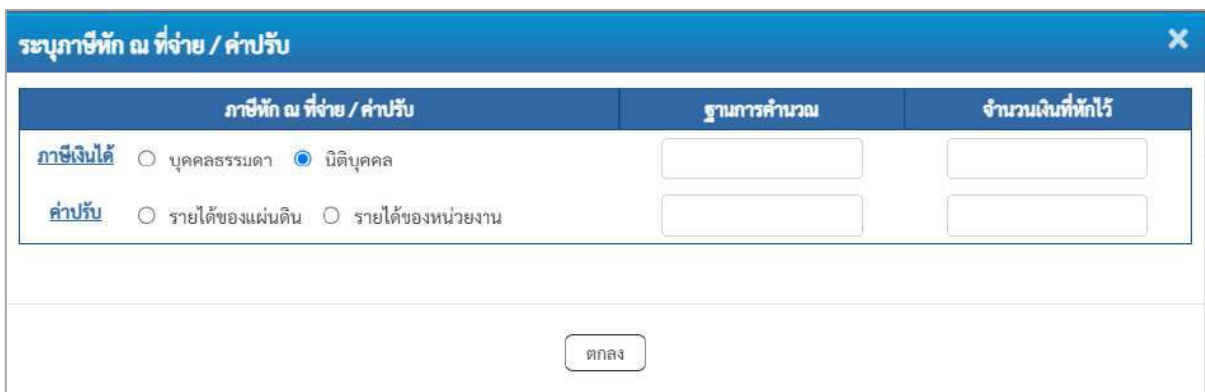 ระบุภาษีหัก ณ ที่จ่าย / ค่าปรับ
ภาษีหัก ณ ที่จ่าย / ค่าปรับ ฐานการคำนวณ จำนวนเงินที่หักไว้
ภาษีเงินได้ บุคคลธรรมดา นิติบุคคล
ค่าปรับ รายได้ของแผ่นดิน รายได้ของหน่วยงาน
ตกลง